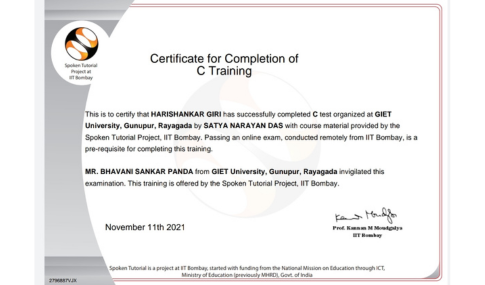 Spoken Tutorial
Project at
IIT Bombay
Certificate for Completion of
C Training
This is to certify that HARISHANKAR GIRI has successfully completed C test organized at GIET
University, Gunupur, Rayagada by SATYA NARAYAN DAS with course material provided by the
Spoken Tutorial Project, IIT Bombay. Passing an online exam, conducted remotely from IIT Bombay, is a
pre-requisite for completing this training.
MR. BHAVANI SANKAR PANDA from GIET University, Gunupur, Rayagada invigilated this
examination. This training is offered by the Spoken Tutorial Project, IIT Bombay.
November 11th 2021
Prof. Kannan M Moudgalya
IIT Bombay
Spoken Tutorial is a project at IIT Bombay, started with funding from the National Mission on Education through ICT,
Ministry of Education (previously MHRD), Govt. of India
2796887VJX